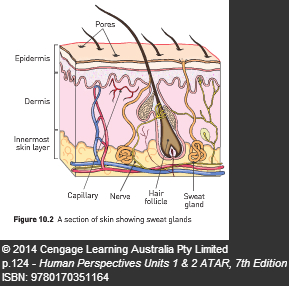 Pores
Epidermis
Dermis
Innermost
skin layer
Capillary
Nerve
Hair
follicle
Sweat
gland
Figure 10.2 A section of skin showing sweat glands
© 2014 Cengage Learning Australia Pty Limited
p.124 - Human Perspectives Units 1 & 2 ATAR, 7th Edition
ISBN: 9780170351164